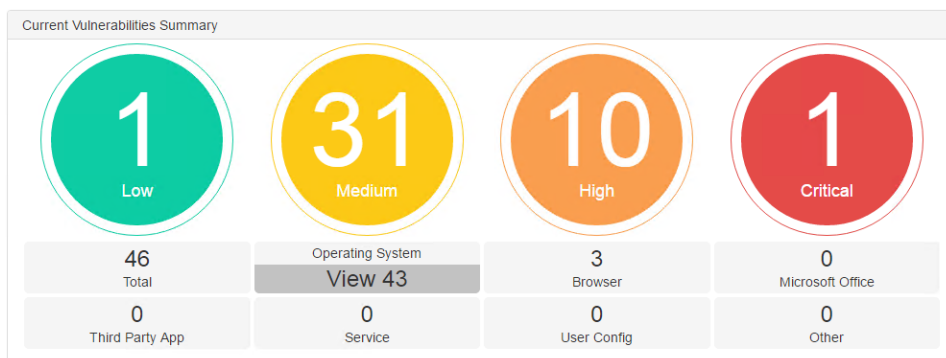 Current Vulnerabilities Summary
1 31 10 1
Low Medium High Critical
46 Operating System 3 0
Total View 43 Browser Microsoft Office
0 0 0 0
Third Party App Service User Config Other